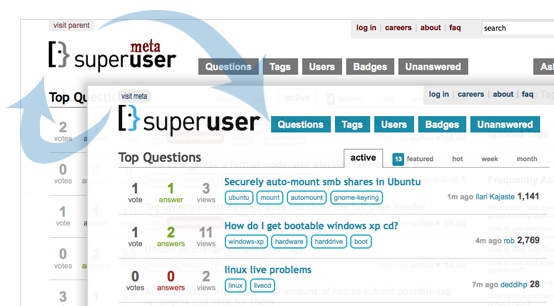 visit parent
log in | careers | about | faq
search
meta
superuser
Questions Tags Users Badges Unanswered
Top
2
votes
1
votes
0
votes
3
visit meta
log in | careers | about | faq
superuser
Questions Tags Users Badges Unanswered
Top Questions
active 13 featured hot week month
1 vote 1 answer 3 views
Securely auto-mount smb shares in Ubuntu
ubuntu mount automount gnome-keyring
1m ago Ilari Kajaste 1,141
1 vote 2 answers 11 views
How do I get bootable windows xp cd?
windows-xp hardware harddrive boot
4m ago rob 2,769
0 votes 0 answers 2 views
linux live problems
linux livecd
7m ago deddihp 28